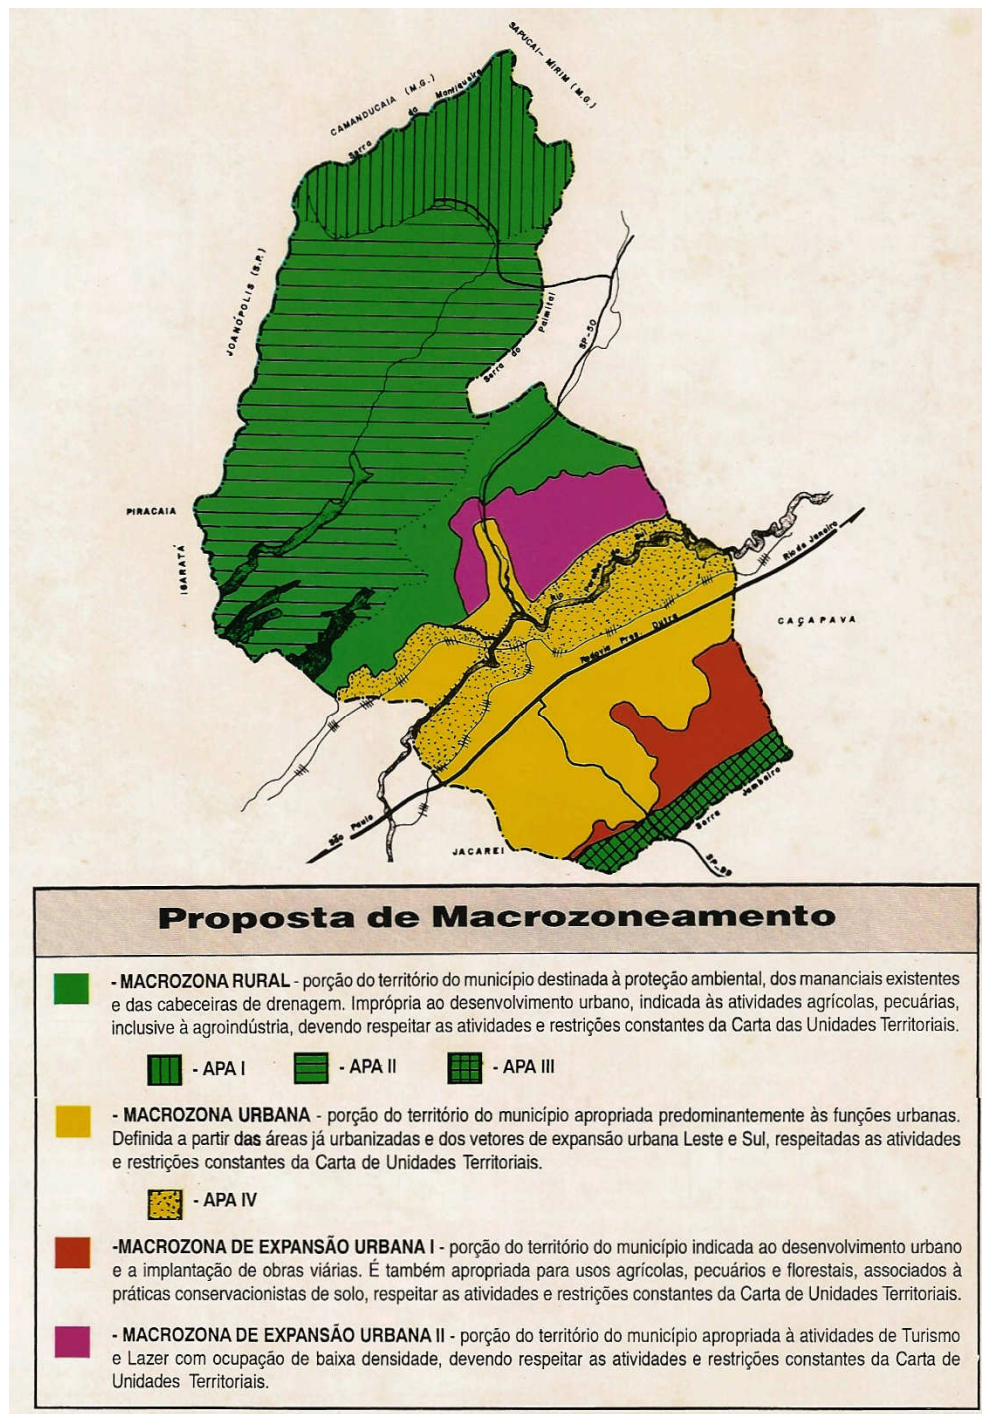 SAPUCAI-MIRIM (M.G.)
CAMANDUCAIA (M.G.)
Serra da Mantiqueira
JOANÓPOLIS (S.P.)
Serra do Palmital
SP-50
PIRACAIA
IGARATÁ
Rio
Rio de Janeiro
CAÇAPAVA
Rodovia Pres. Dutra
São Paulo
JACAREI
Serra Jambeiro
SP-99
Proposta de Macrozoneamento
- MACROZONA RURAL - porção do território do município destinada à proteção ambiental, dos mananciais existentes
e das cabeceiras de drenagem. Imprópria ao desenvolvimento urbano, indicada às atividades agrícolas, pecuárias,
inclusive à agroindústria, devendo respeitar as atividades e restrições constantes da Carta das Unidades Territoriais.
- APA I - APA II - APA III
- MACROZONA URBANA - porção do território do município apropriada predominantemente às funções urbanas.
Definida a partir das áreas já urbanizadas e dos vetores de expansão urbana Leste e Sul, respeitadas as atividades
e restrições constantes da Carta de Unidades Territoriais.
- APA IV
-MACROZONA DE EXPANSÃO URBANA I - porção do território do município indicada ao desenvolvimento urbano
e a implantação de obras viárias. É também apropriada para usos agrícolas, pecuários e florestais, associados à
práticas conservacionistas de solo, respeitar as atividades e restrições constantes da Carta de Unidades Territoriais.
- MACROZONA DE EXPANSÃO URBANA II - porção do território do município apropriada à atividades de Turismo
e Lazer com ocupação de baixa densidade, devendo respeitar as atividades e restrições constantes da Carta de
Unidades Territoriais.